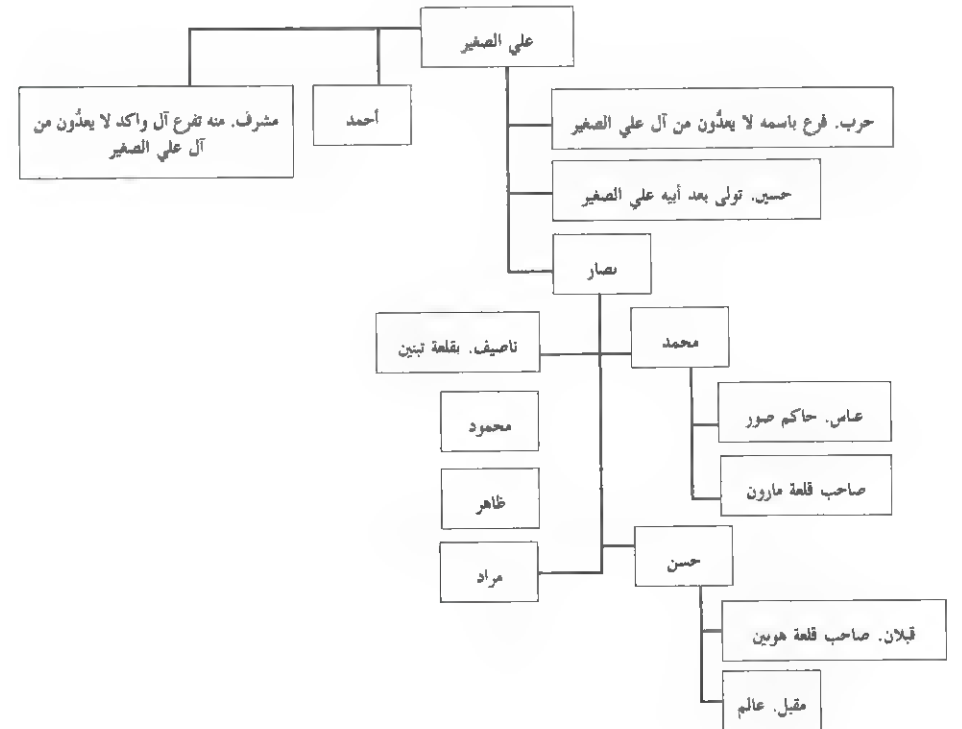 علي الصغير
أحمد
مشرف. منه تفرع آل واكد لا يعدُّون من
آل علي الصغير
حرب. فرع باسمه لا يعدُّون من آل علي الصغير
حسين. تولى بعد أبيه علي الصغير
نصار
محمد
ناصيف. بقلعة تبنين
عباس. حاكم صور
محمود
صاحب قلعة مارون
ظاهر
حسن
مراد
قبلان. صاحب قلعة هونين
مقبل. عالم